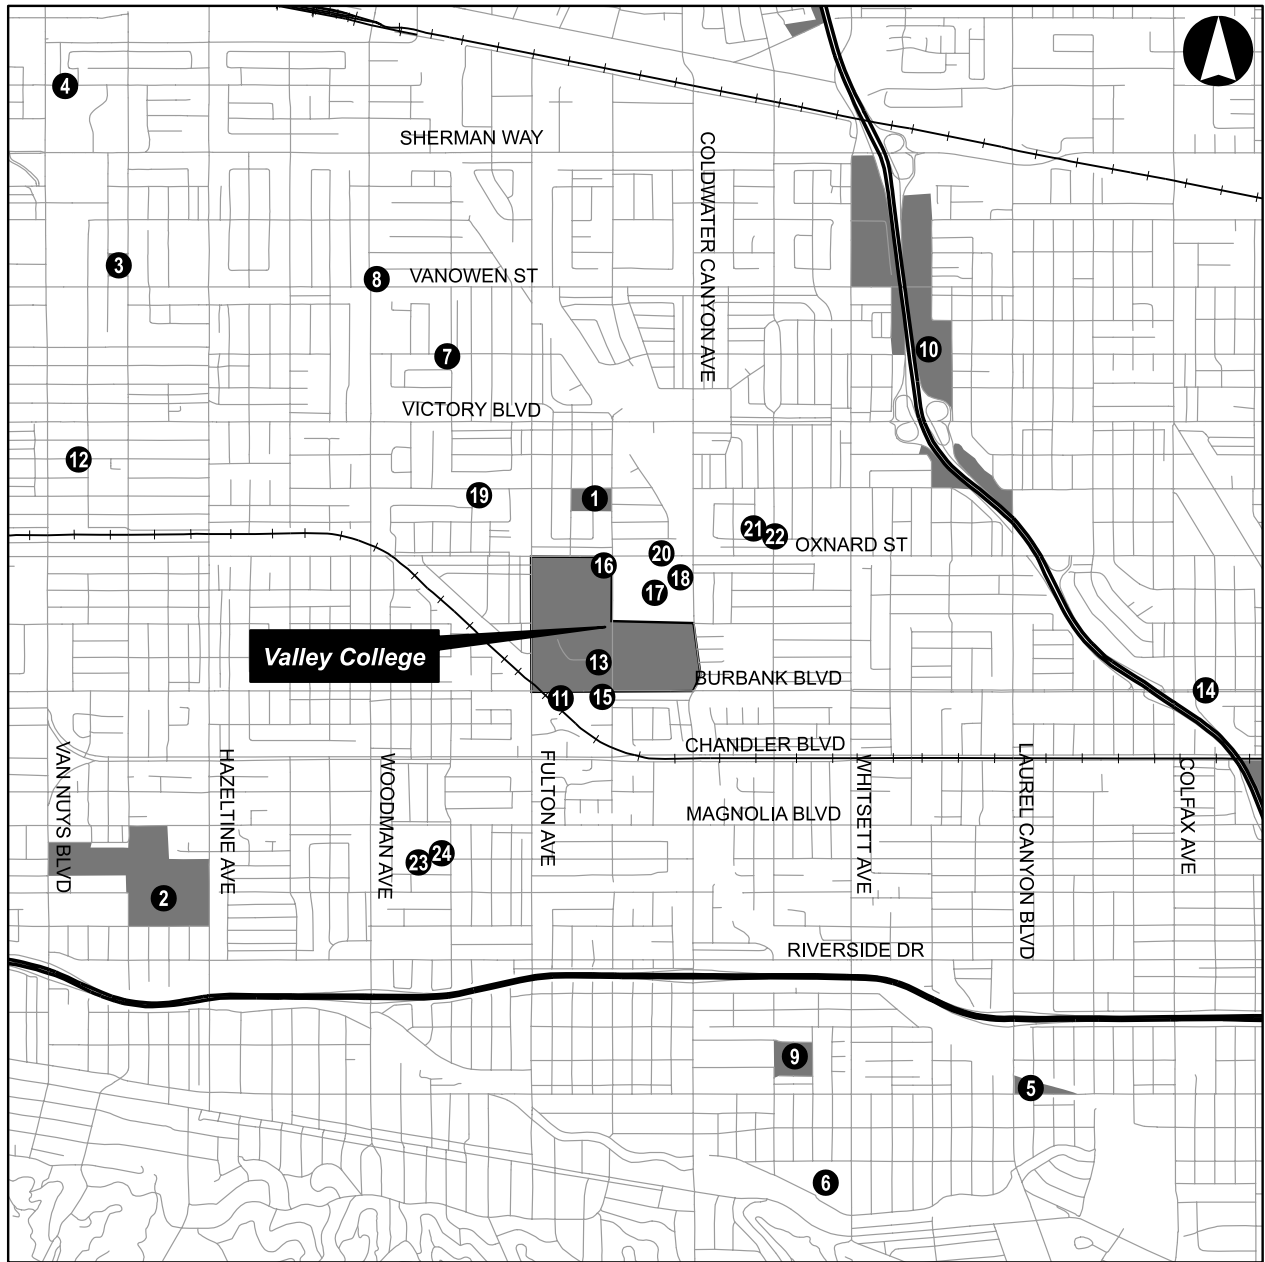 4
SHERMAN WAY
COLDWATER CANYON AVE
3
8
VANOWEN ST
10
7
VICTORY BLVD
12
19
1
21
22
OXNARD ST
20
16
18
17
Valley College
13
BURBANK BLVD
11
15
14
CHANDLER BLVD
VAN NUYS BLVD
HAZELTINE AVE
WOODMAN AVE
FULTON AVE
WHITSETT AVE
LAUREL CANYON BLVD
COLFAX AVE
MAGNOLIA BLVD
23
24
2
RIVERSIDE DR
9
5
6